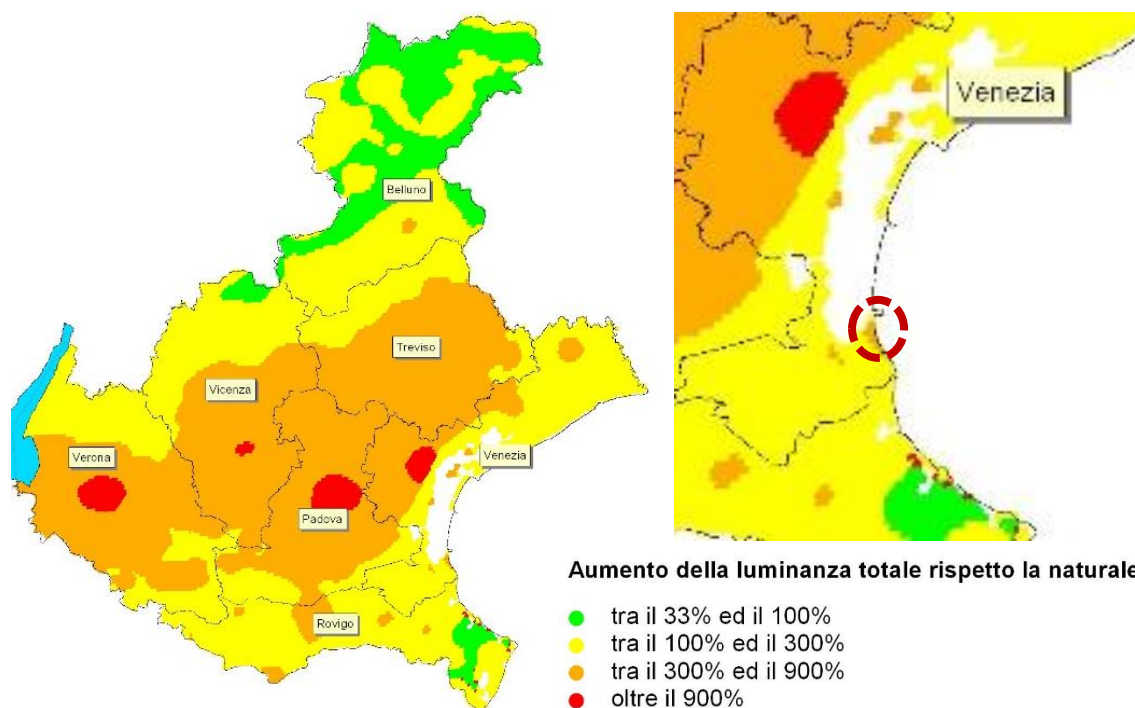 Belluno
Treviso
Vicenza
Verona
Venezia
Padova
Rovigo
Venezia
Aumento della luminanza totale rispetto la naturale
tra il 33% ed il 100%
tra il 100% ed il 300%
tra il 300% ed il 900%
oltre il 900%